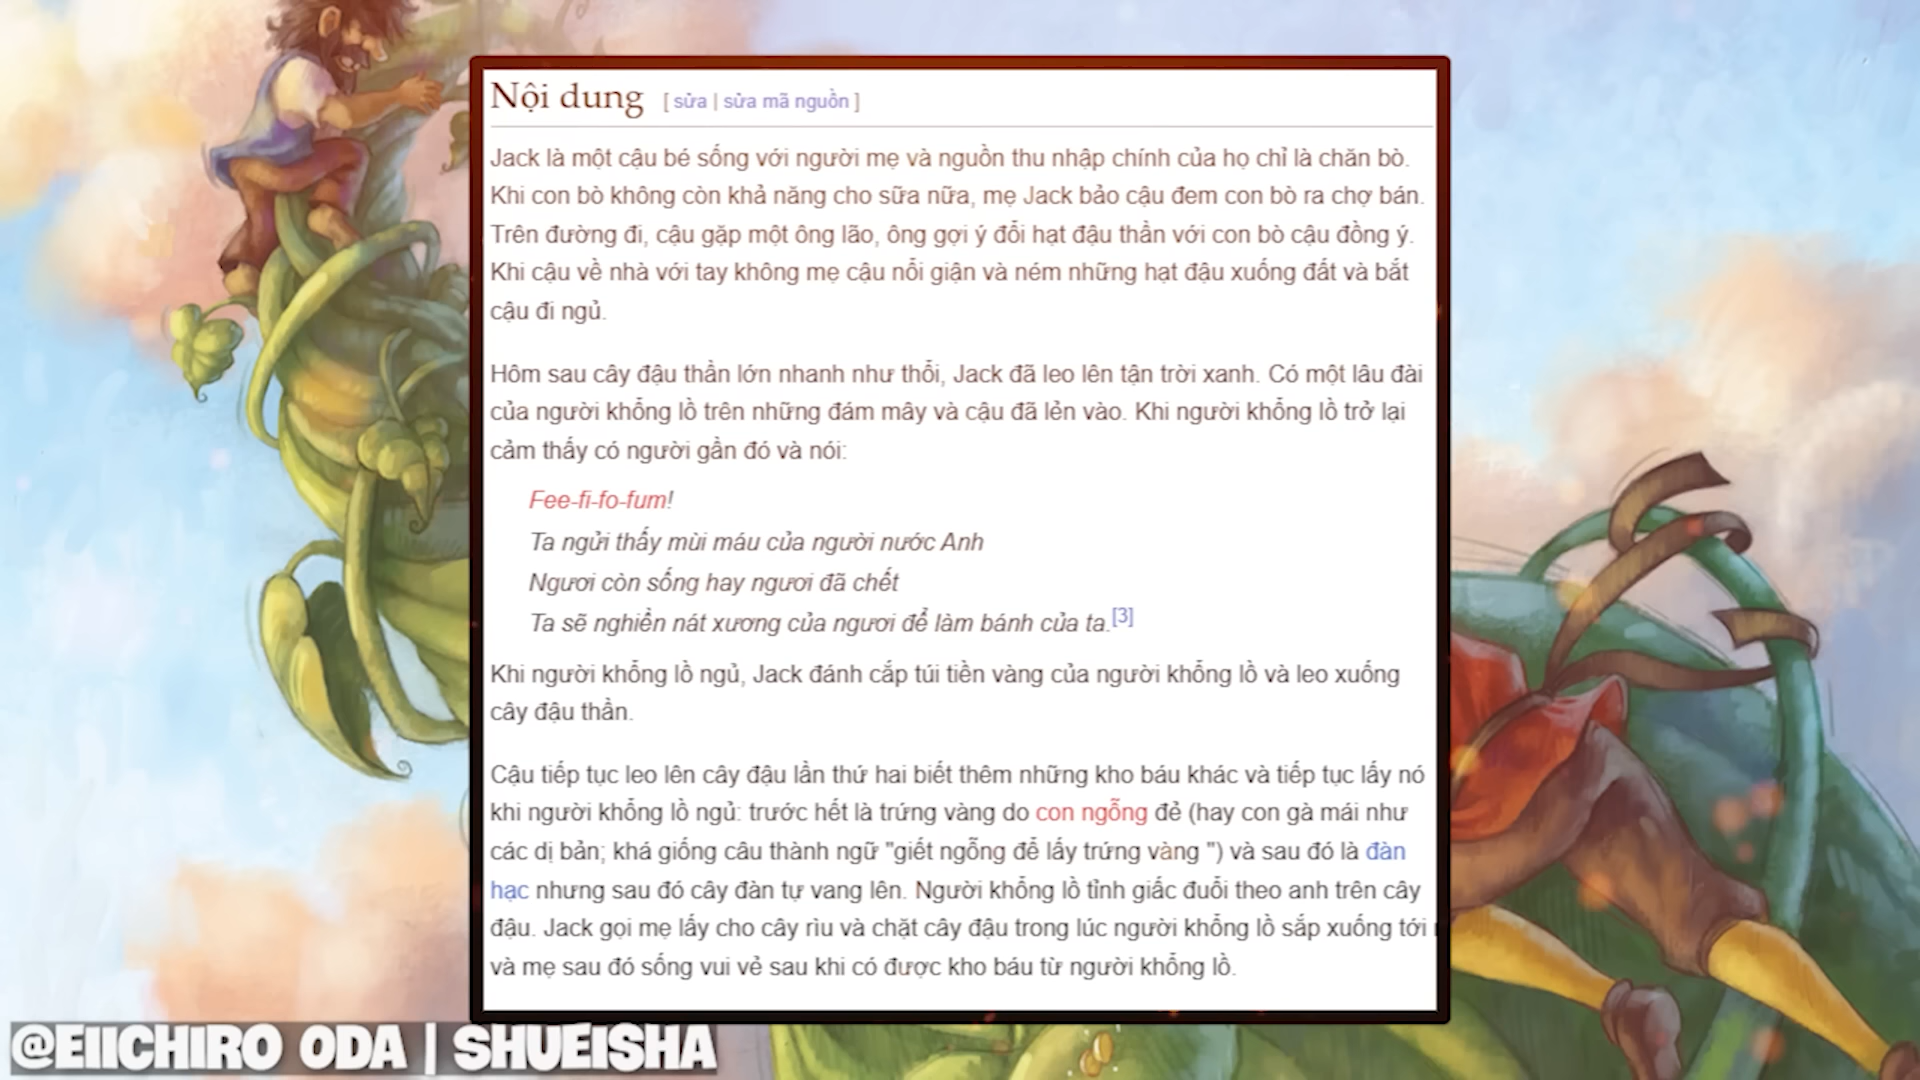 Nội dung [ sửa | sửa mã nguồn ]
Jack là một cậu bé sống với người mẹ và nguồn thu nhập chính của họ chỉ là chăn bò.
Khi con bò không còn khả năng cho sữa nữa, mẹ Jack bảo cậu đem con bò ra chợ bán.
Trên đường đi, cậu gặp một ông lão, ông gợi ý đổi hạt đậu thần với con bò cậu đồng ý.
Khi cậu về nhà với tay không mẹ cậu nổi giận và ném những hạt đậu xuống đất và bắt
cậu đi ngủ.
Hôm sau cây đậu thần lớn nhanh như thổi, Jack đã leo lên tận trời xanh. Có một lâu đài
của người khổng lồ trên những đám mây và cậu đã lẻn vào. Khi người khổng lồ trở lại
cảm thấy có người gần đó và nói:
Fee-fi-fo-fum!
Ta ngửi thấy mùi máu của người nước Anh
Ngươi còn sống hay ngươi đã chết
Ta sẽ nghiền nát xương của ngươi để làm bánh của ta.[3]
Khi người khổng lồ ngủ, Jack đánh cắp túi tiền vàng của người khổng lồ và leo xuống
cây đậu thần.
Cậu tiếp tục leo lên cây đậu lần thứ hai biết thêm những kho báu khác và tiếp tục lấy nó
khi người khổng lồ ngủ: trước hết là trứng vàng do con ngỗng đẻ (hay con gà mái như
các dị bản; khá giống câu thành ngữ "giết ngỗng để lấy trứng vàng ") và sau đó là đàn
hạc nhưng sau đó cây đàn tự vang lên. Người khổng lồ tỉnh giấc đuổi theo anh trên cây
đậu. Jack gọi mẹ lấy cho cây rìu và chặt cây đậu trong lúc người khổng lồ sắp xuống tới
và mẹ sau đó sống vui vẻ sau khi có được kho báu từ người khổng lồ.
@EIICHIRO ODA | SHUEISHA